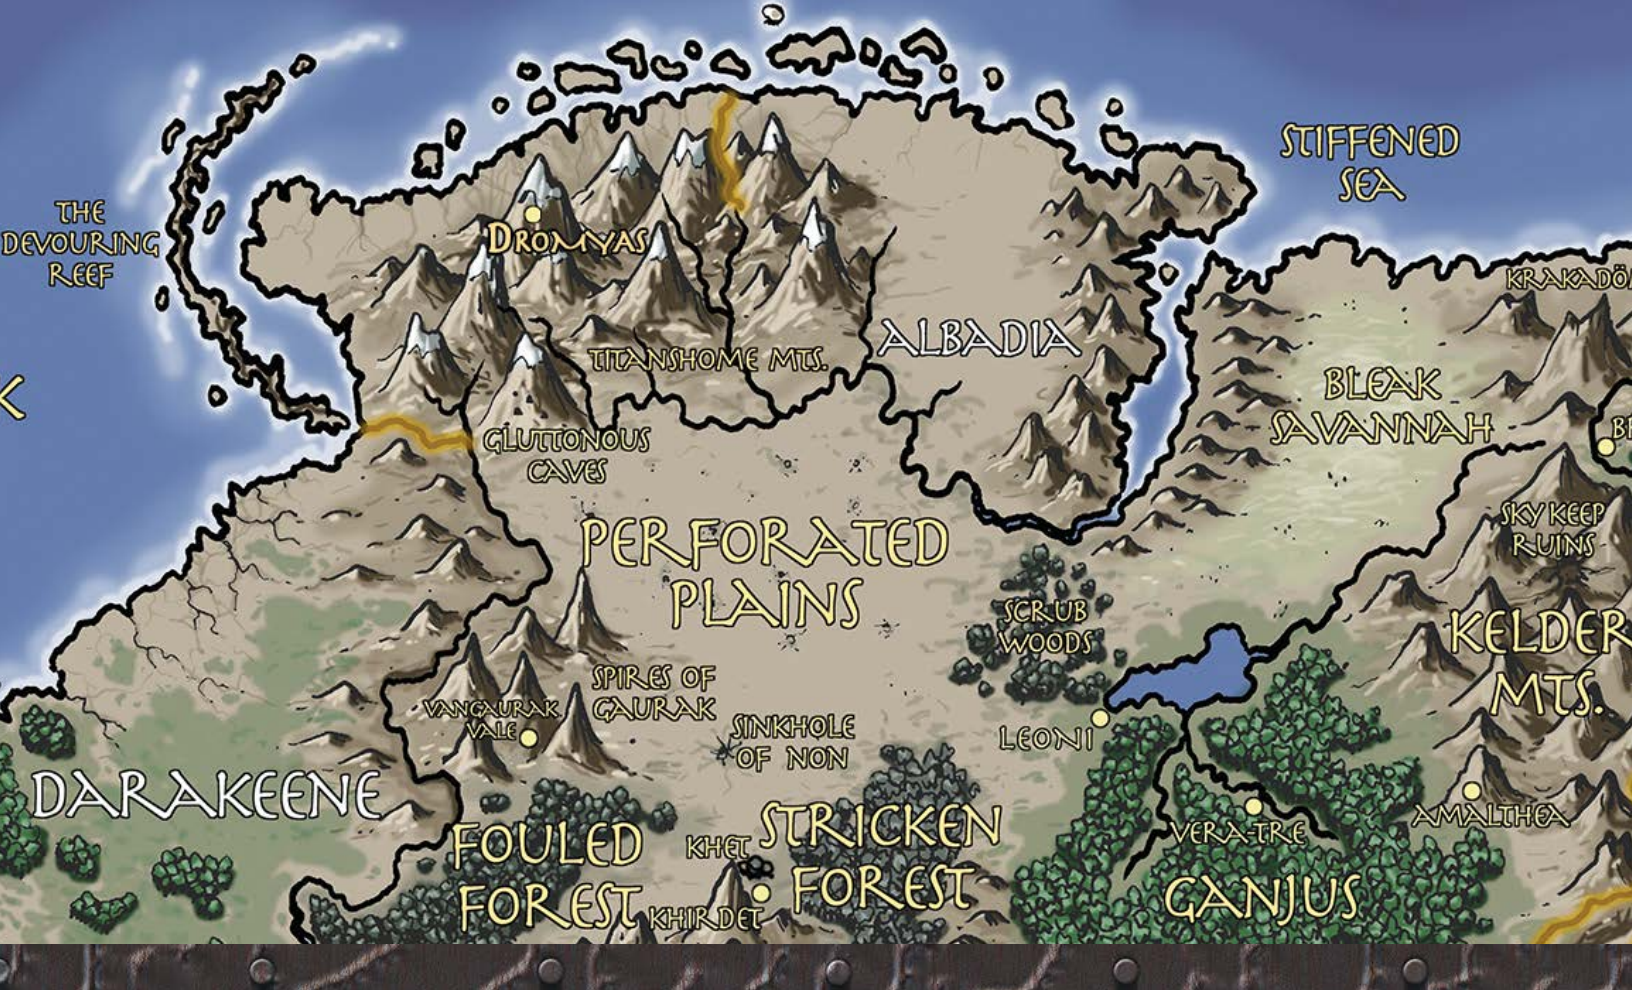 STIFFENED
SEA
THE
DEVOURING
REEF
DROMYAS
ALBADIA
TITANSHOME MTS.
BLEAK
SAVANNAH
K
GLUTTONOUS
CAVES
PERFORATED
PLAINS
SKY KEEP
RUINS
SCRUB
WOODS
KELDER
MTS.
SPIRES OF
GAURAK
VANGAURAK
VALE
SINKHOLE
OF NON
LEONI
DARAKEENE
AMALTHEA
VERA-TRE
FOULED
FOREST
STRICKEN
FOREST
KHET
KHIRDET
GANJUS